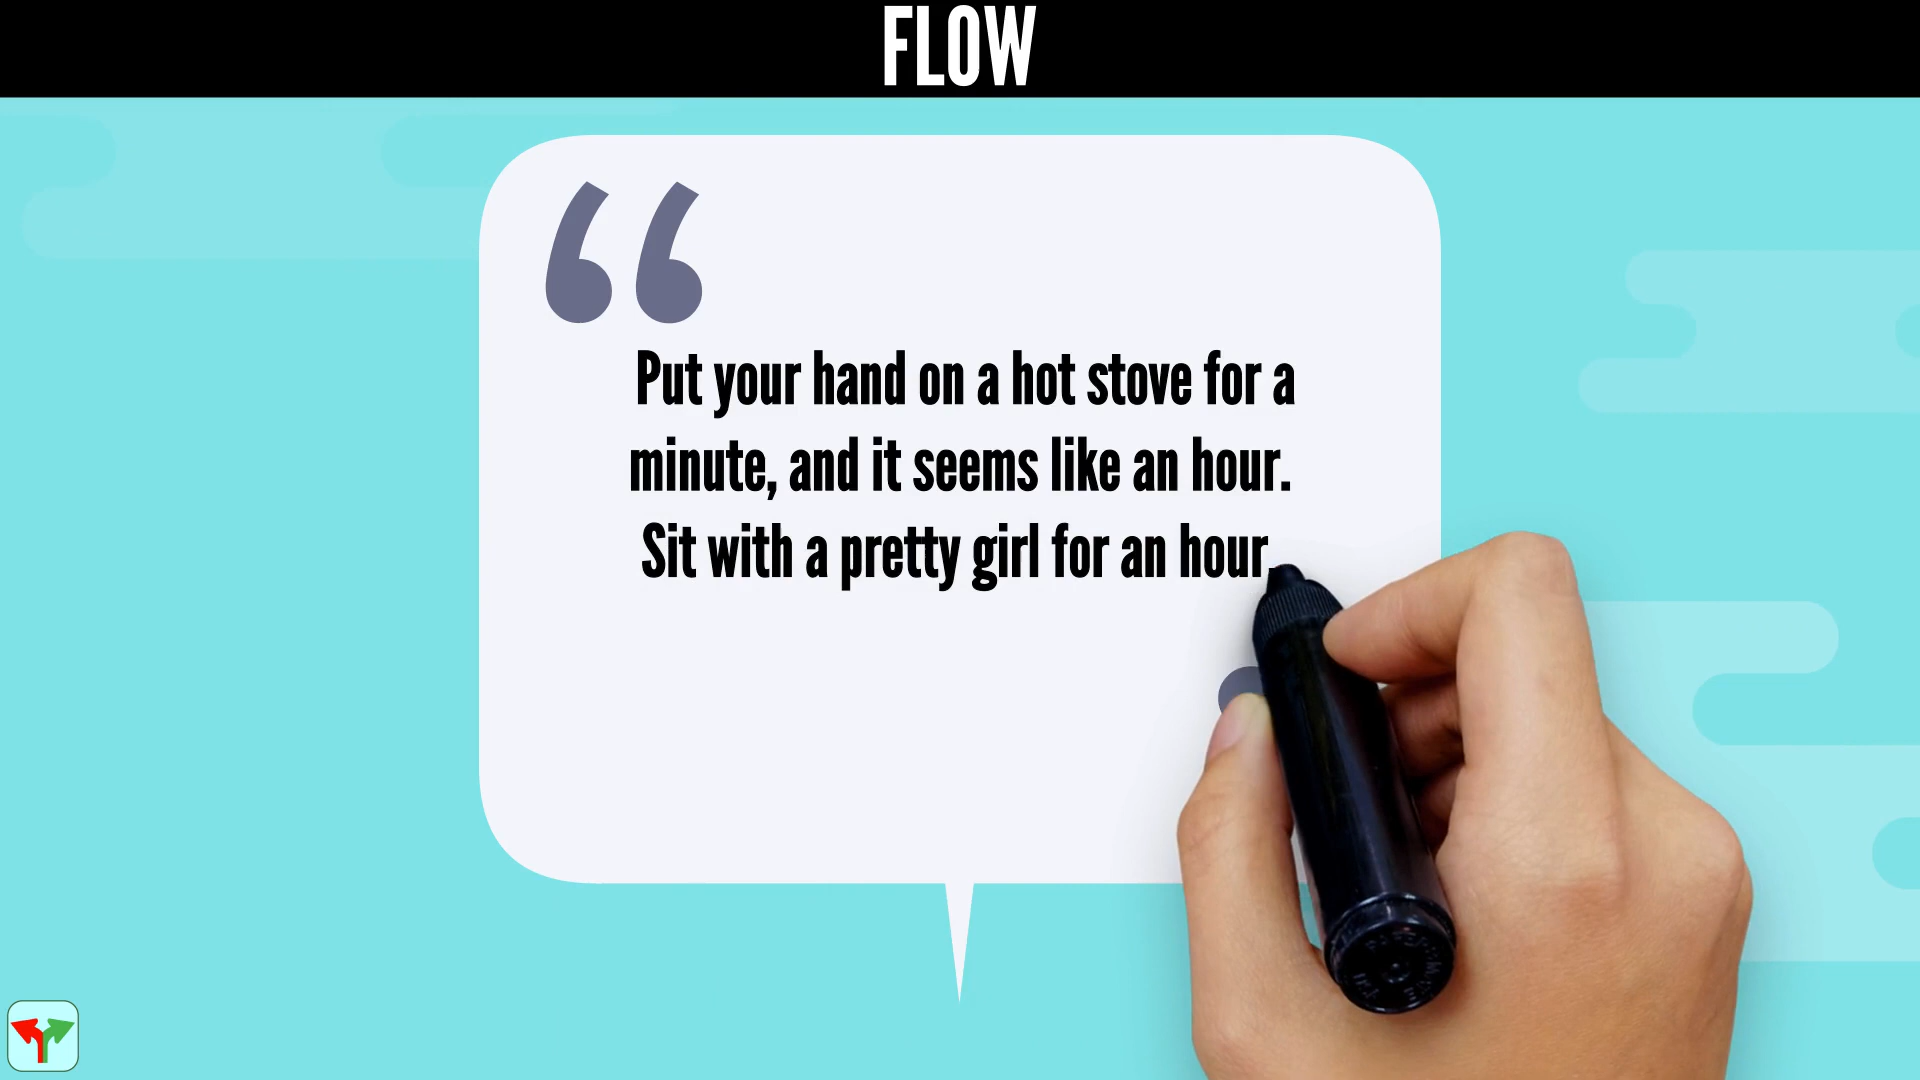 FLOW
“
Put your hand on a hot stove for a
minute, and it seems like an hour.
Sit with a pretty girl for an hour,